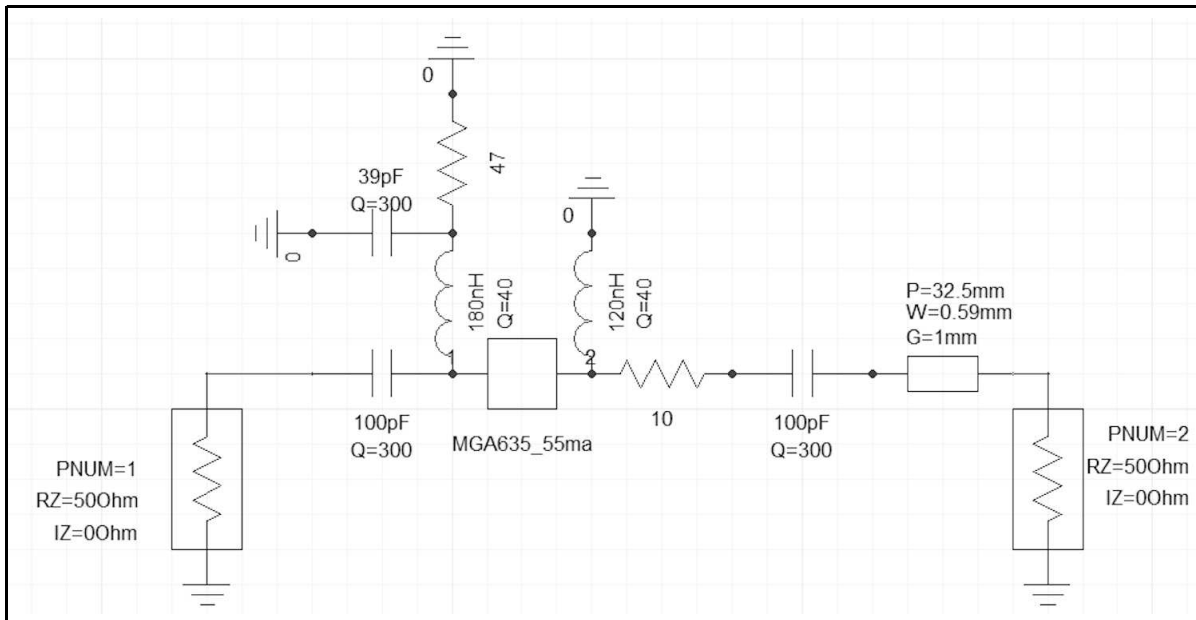 0
47
39pF
Q=300
0
0
180nH
Q=40
120nH
Q=40
P=32.5mm
W=0.59mm
G=1mm
1
2
100pF
Q=300
MGA635_55ma
10
100pF
Q=300
PNUM=1
RZ=50Ohm
IZ=0Ohm
PNUM=2
RZ=50Ohm
IZ=0Ohm